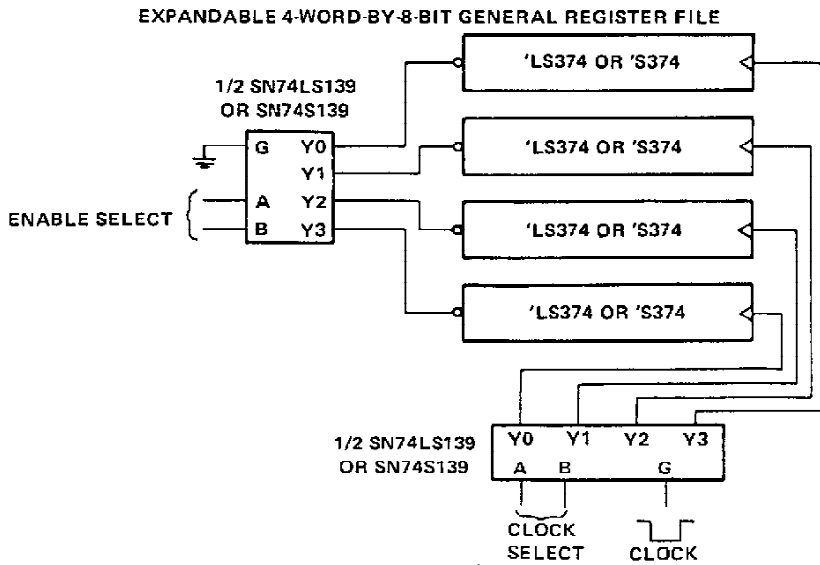 EXPANDABLE 4-WORD-BY-8-BIT GENERAL REGISTER FILE
'LS374 OR 'S374
1/2 SN74LS139
OR SN74S139
G Y0
Y1
A Y2
B Y3
ENABLE SELECT
'LS374 OR 'S374
'LS374 OR 'S374
'LS374 OR 'S374
1/2 SN74LS139
OR SN74S139
Y0 Y1 Y2 Y3
A B G
CLOCK
SELECT
CLOCK